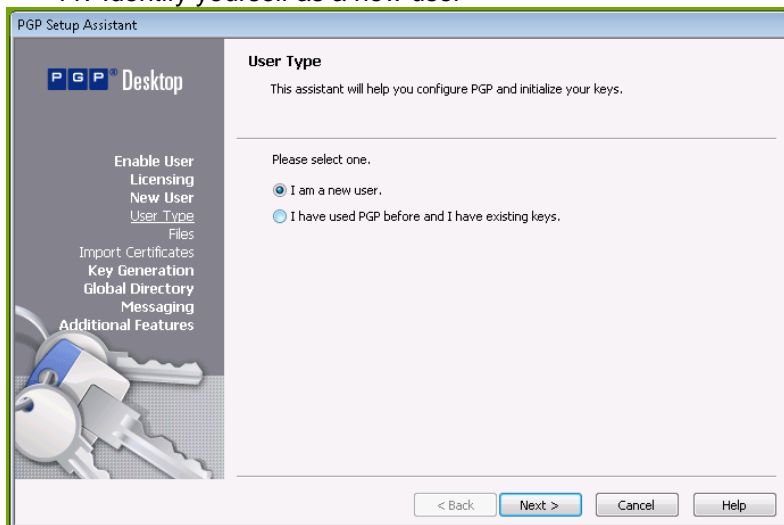 PGP Setup Assistant
PGP® Desktop
User Type
This assistant will help you configure PGP and initialize your keys.
Enable User
Licensing
New User
User Type
Files
Import Certificates
Key Generation
Global Directory
Messaging
Additional Features
Please select one.
I am a new user.
I have used PGP before and I have existing keys.
< Back
Next >
Cancel
Help